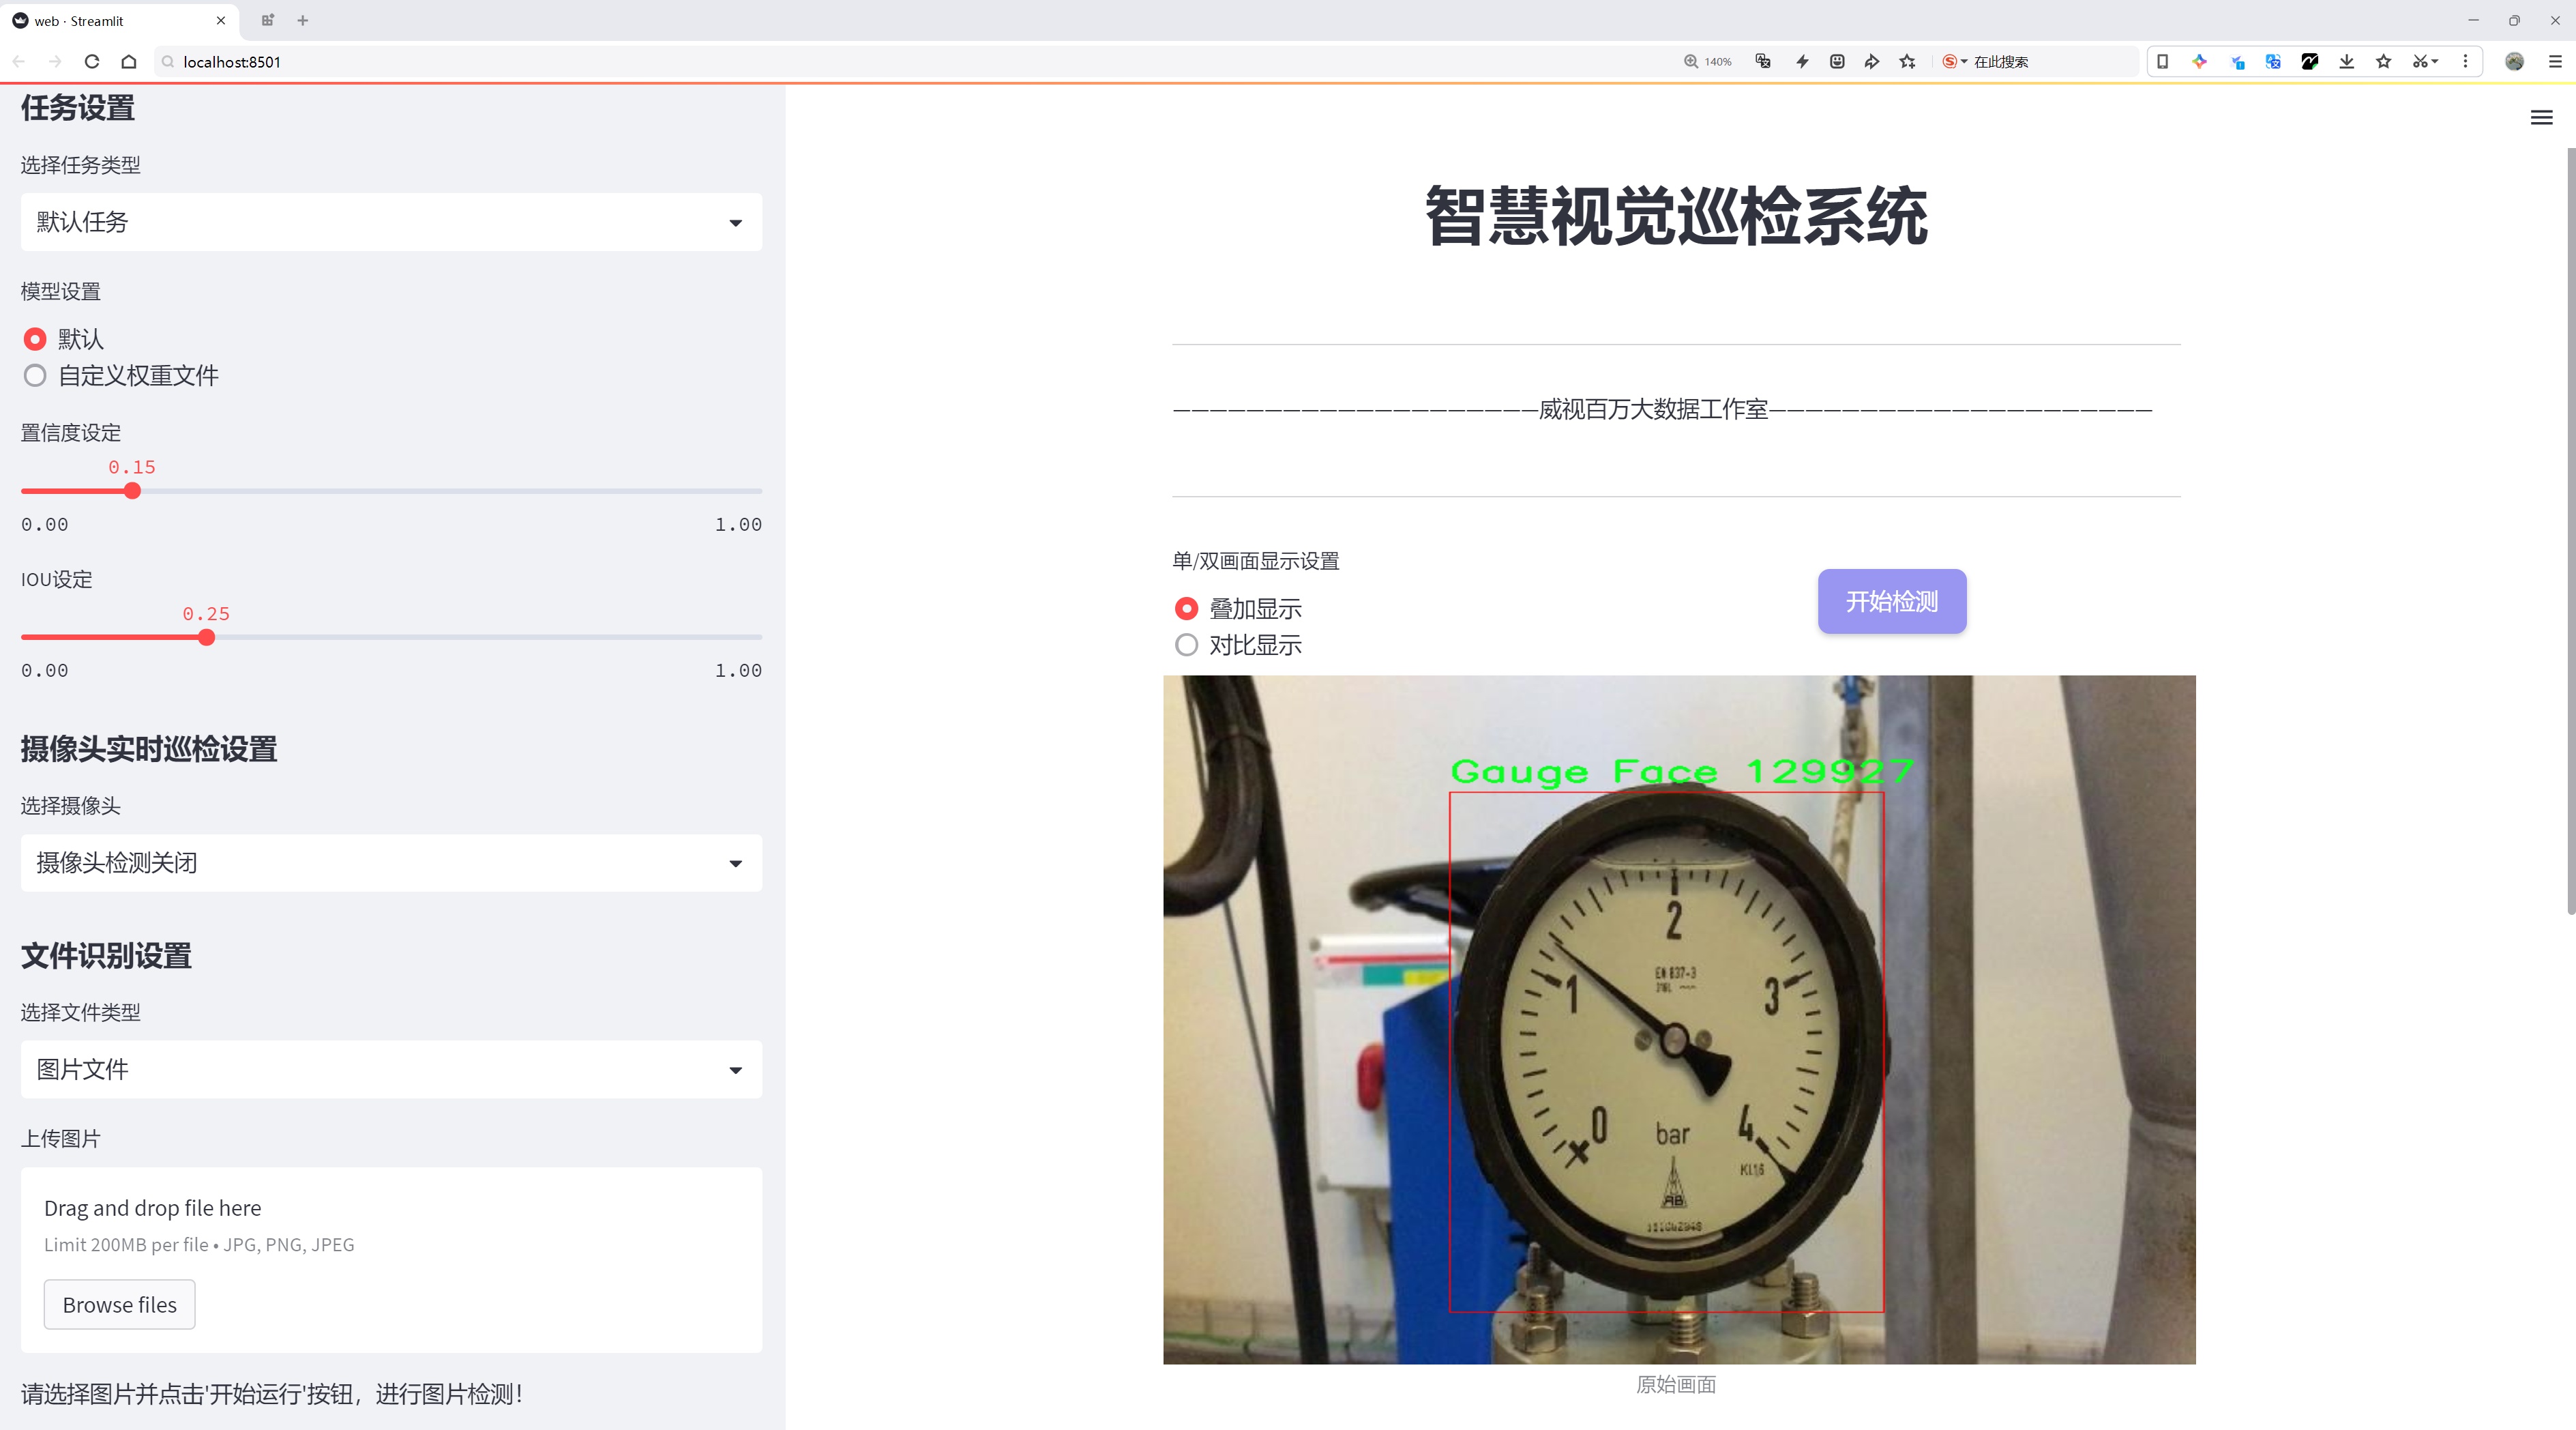 web · Streamlit
localhost:8501
140%
在此搜索
任务设置
选择任务类型
默认任务
模型设置
默认
自定义权重文件
置信度设定
0.15
0.00 1.00
IOU设定
0.25
0.00 1.00
摄像头实时巡检设置
选择摄像头
摄像头检测关闭
文件识别设置
选择文件类型
图片文件
上传图片
Drag and drop file here
Limit 200MB per file • JPG, PNG, JPEG
Browse files
请选择图片并点击'开始运行'按钮，进行图片检测！
智慧视觉巡检系统
————————————————————威视百万大数据工作室—————————————————————
单/双画面显示设置
叠加显示
对比显示
开始检测
Gauge Face 129927
2
EN 837-3
1
3
0
bar
4
原始画面